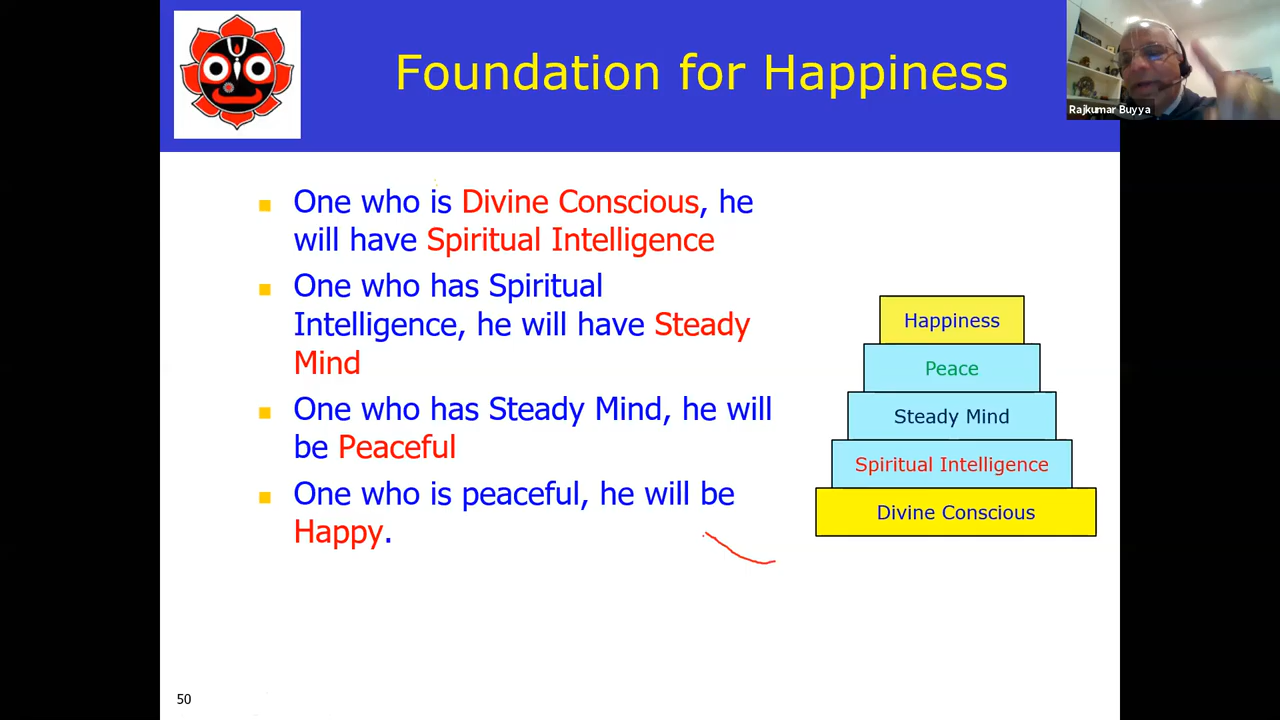 Foundation for Happiness
Rajkumar Buyya
One who is Divine Conscious, he
will have Spiritual Intelligence
One who has Spiritual
Intelligence, he will have Steady
Mind
One who has Steady Mind, he will
be Peaceful
One who is peaceful, he will be
Happy.
Happiness
Peace
Steady Mind
Spiritual Intelligence
Divine Conscious
50